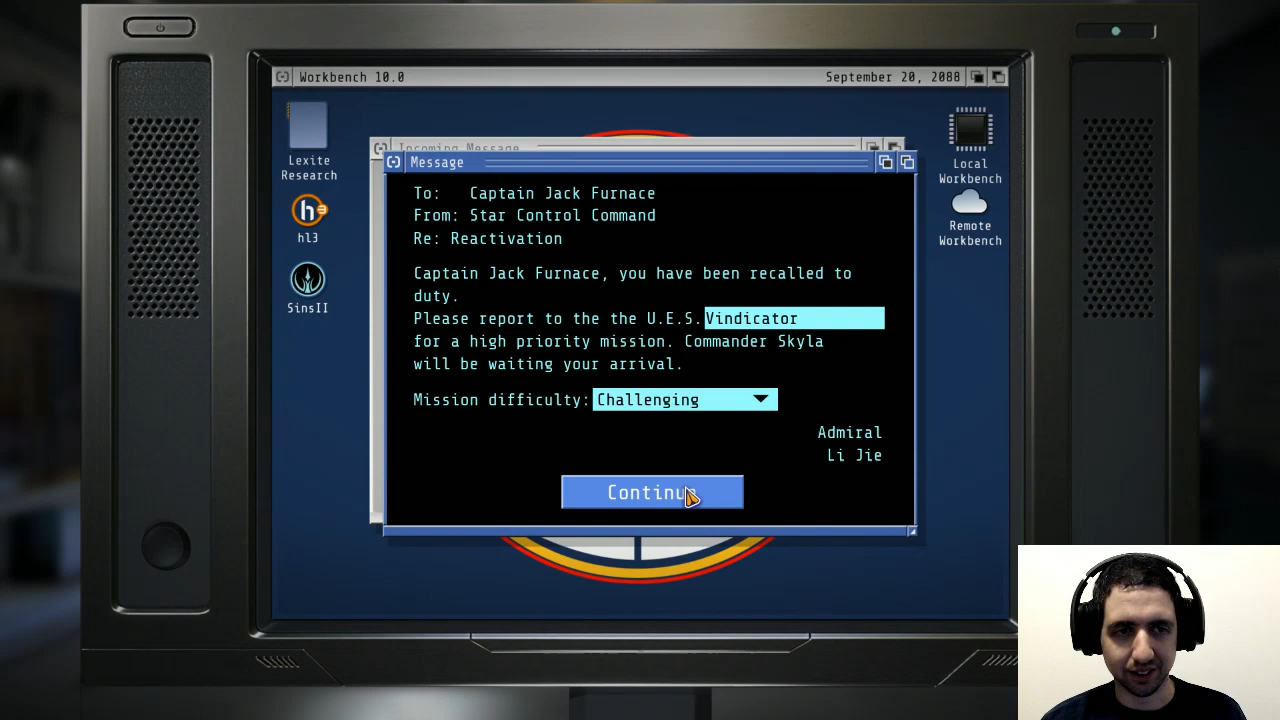 Workbench 10.0
September 20, 2088
Lexite
Research
hl3
SinsII
Local
Workbench
Remote
Workbench
Incoming Message
Message
To: Captain Jack Furnace
From: Star Control Command
Re: Reactivation
Captain Jack Furnace, you have been recalled to
duty.
Please report to the the U.E.S. Vindicator
for a high priority mission. Commander Skyla
will be waiting your arrival.
Mission difficulty: Challenging
Admiral
Li Jie
Continue